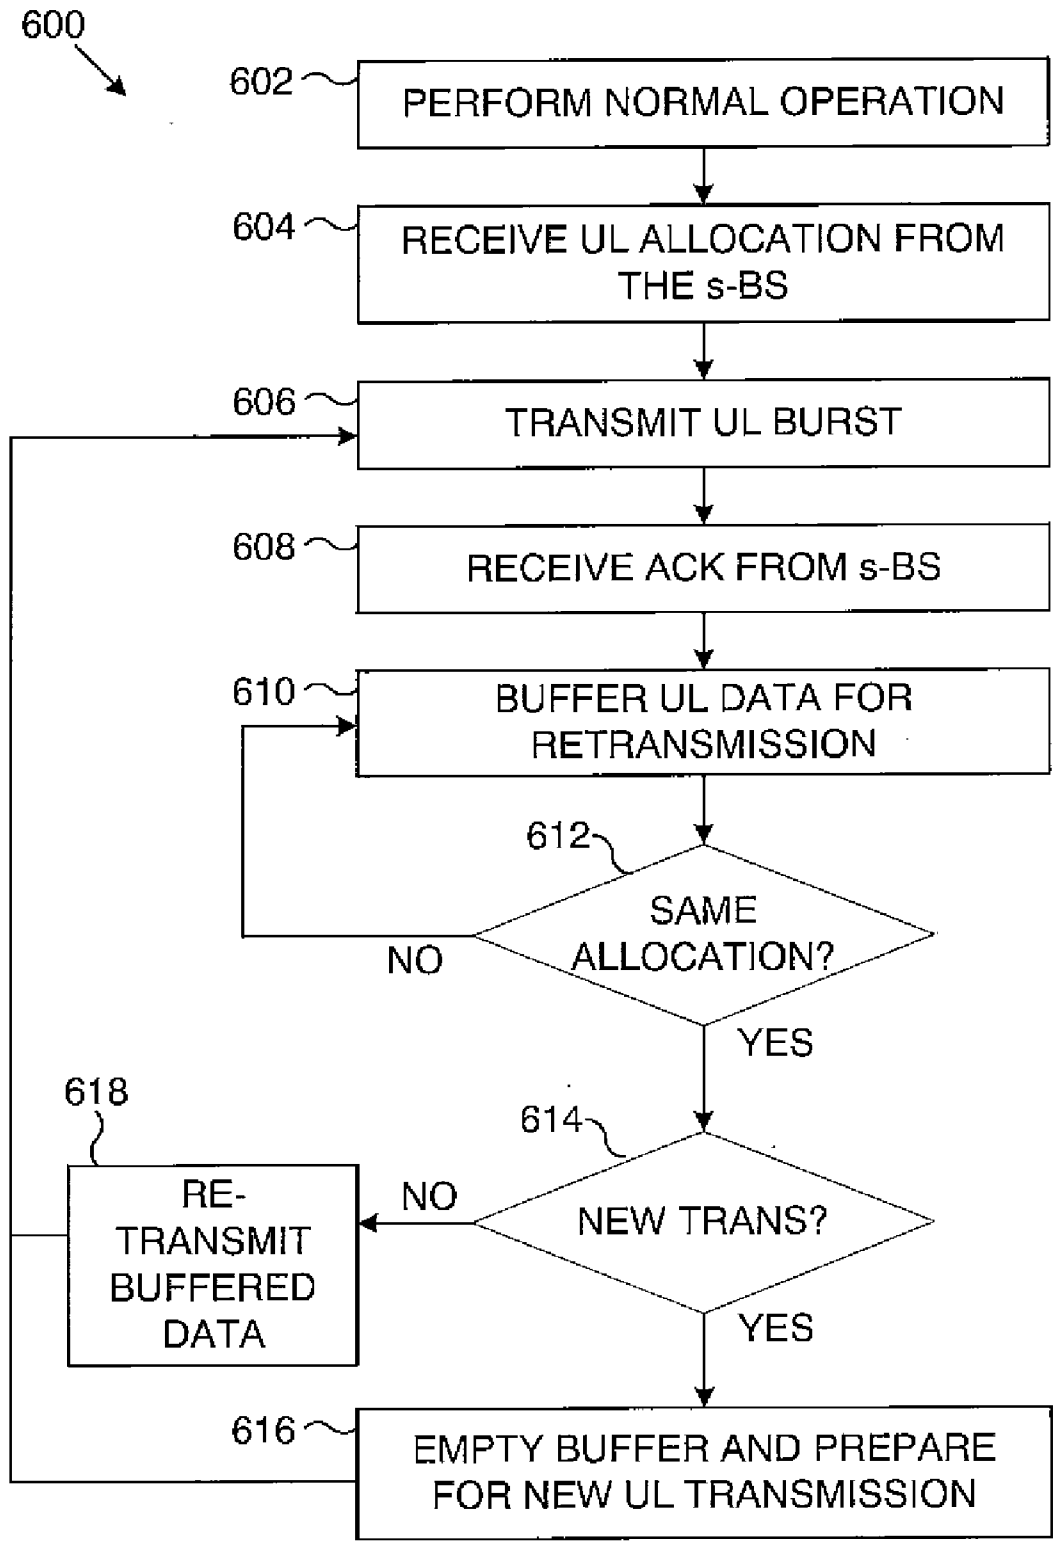 600
602
PERFORM NORMAL OPERATION
604
RECEIVE UL ALLOCATION FROM
THE s-BS
606
TRANSMIT UL BURST
608
RECEIVE ACK FROM s-BS
610
BUFFER UL DATA FOR
RETRANSMISSION
612
SAME
ALLOCATION?
NO
YES
618
614
RE-
TRANSMIT
BUFFERED
DATA
NO
NEW TRANS?
YES
616
EMPTY BUFFER AND PREPARE
FOR NEW UL TRANSMISSION